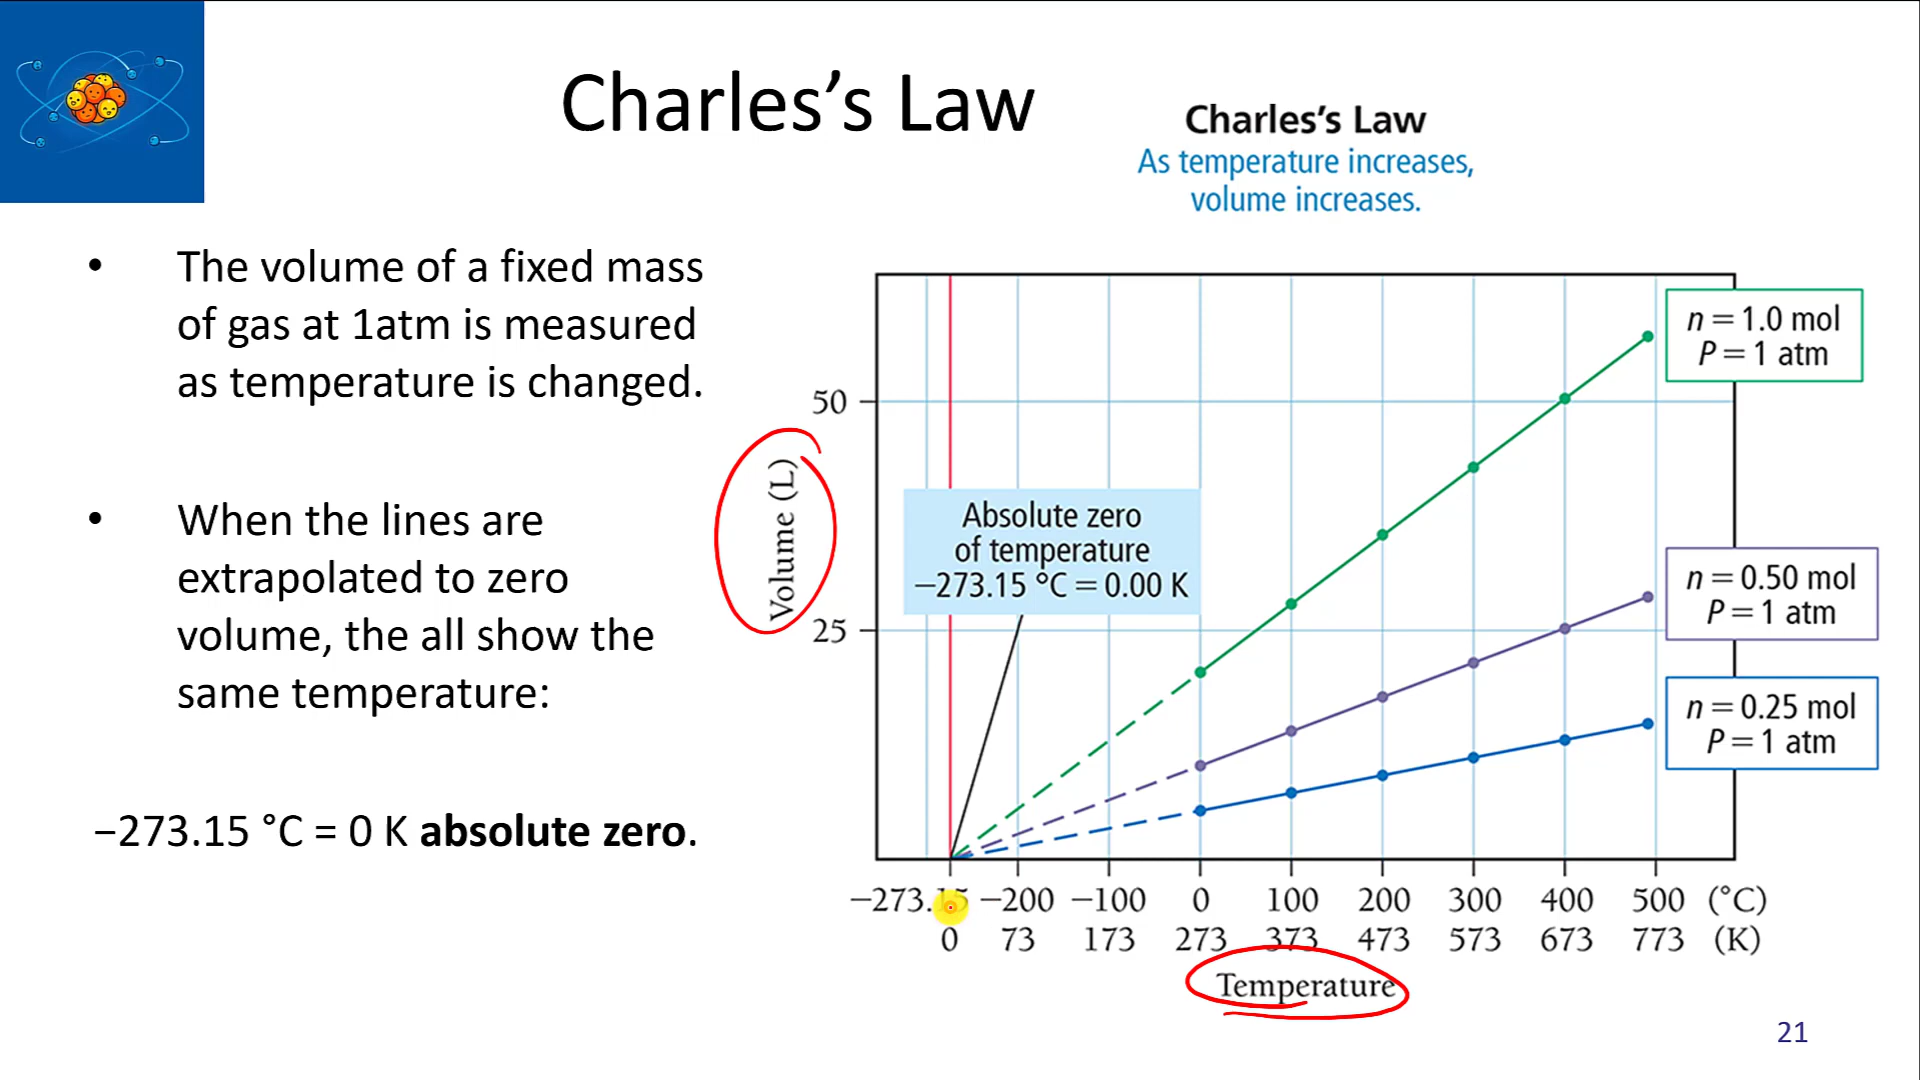 Charles’s Law
Charles’s Law
As temperature increases,
volume increases.
• The volume of a fixed mass
of gas at 1atm is measured
as temperature is changed.
• When the lines are
extrapolated to zero
volume, the all show the
same temperature:
−273.15 °C = 0 K absolute zero.
Volume (L)
50
25
Absolute zero
of temperature
−273.15 °C = 0.00 K
n = 1.0 mol
P = 1 atm
n = 0.50 mol
P = 1 atm
n = 0.25 mol
P = 1 atm
−273.15 −200 −100 0 100 200 300 400 500 (°C)
0 73 173 273 373 473 573 673 773 (K)
Temperature
21